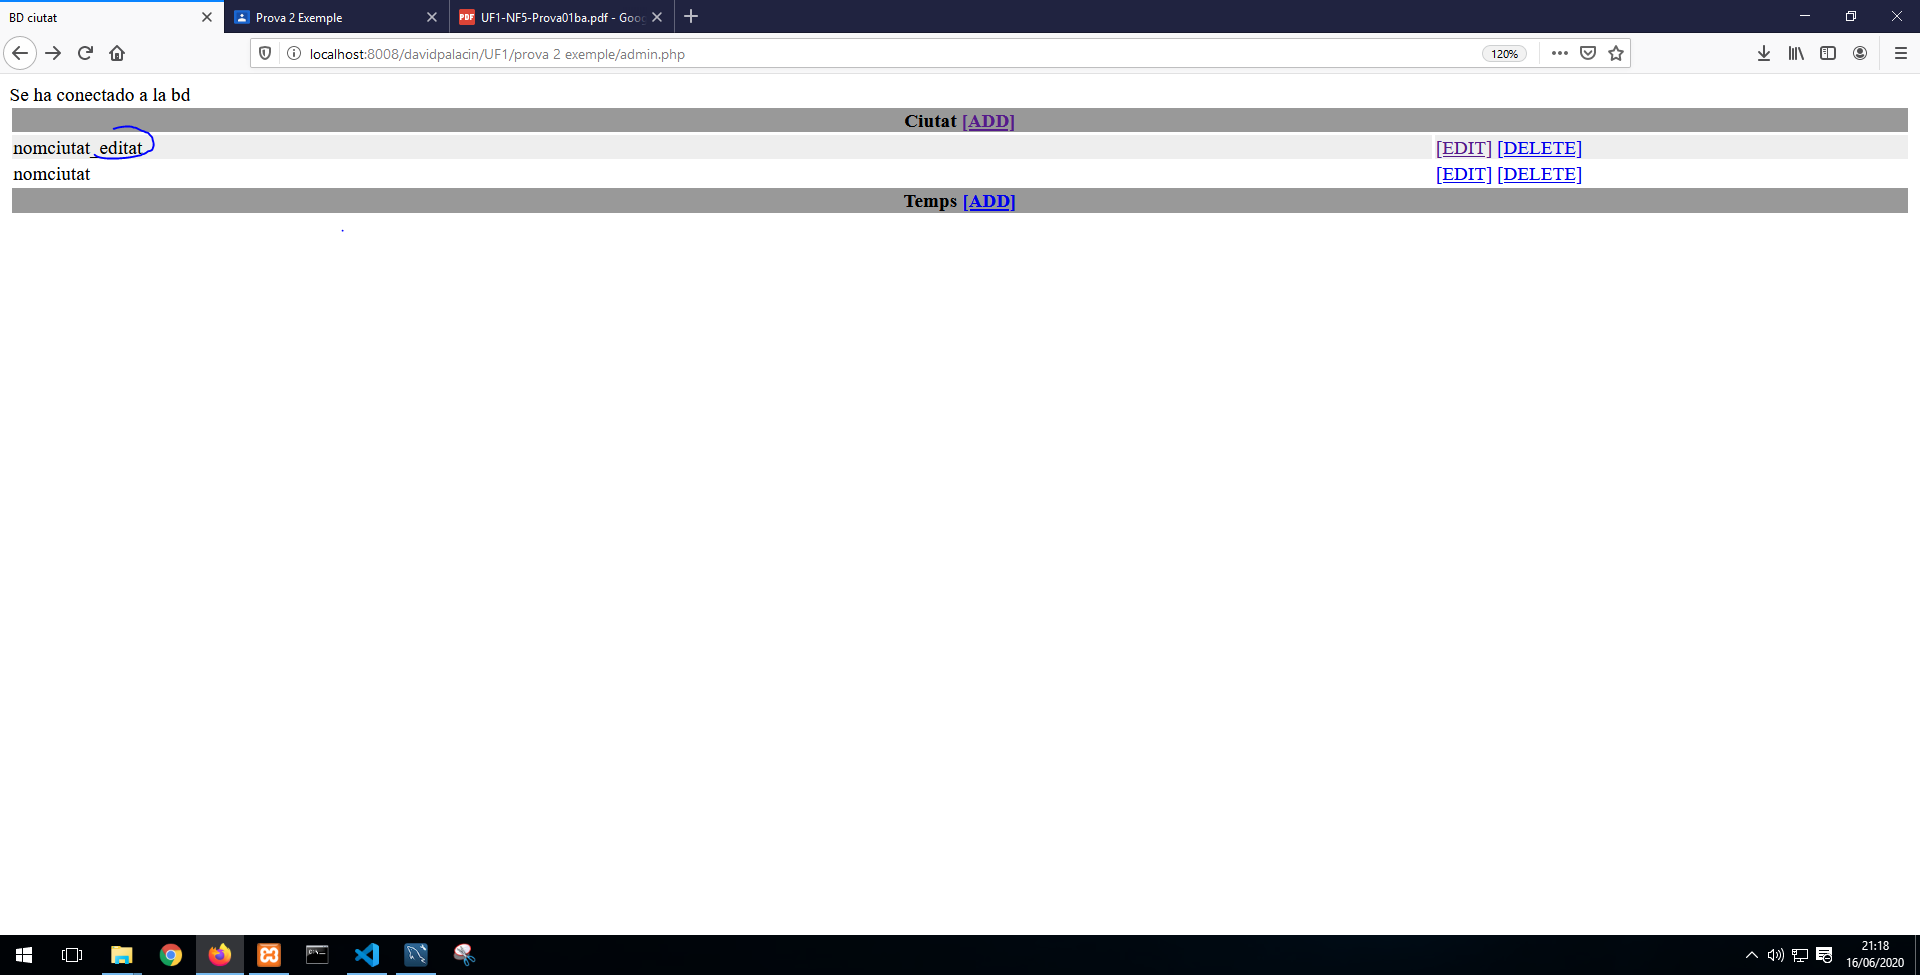 BD ciutat
Prova 2 Exemple
PDF UF1-NF5-Prova01ba.pdf - Goo
localhost:8008/davidpalacin/UF1/prova 2 exemple/admin.php
120%
Se ha conectado a la bd
Ciutat [ADD]
nomciutat_editat [EDIT] [DELETE]
nomciutat [EDIT] [DELETE]
Temps [ADD]
21:18
16/06/2020